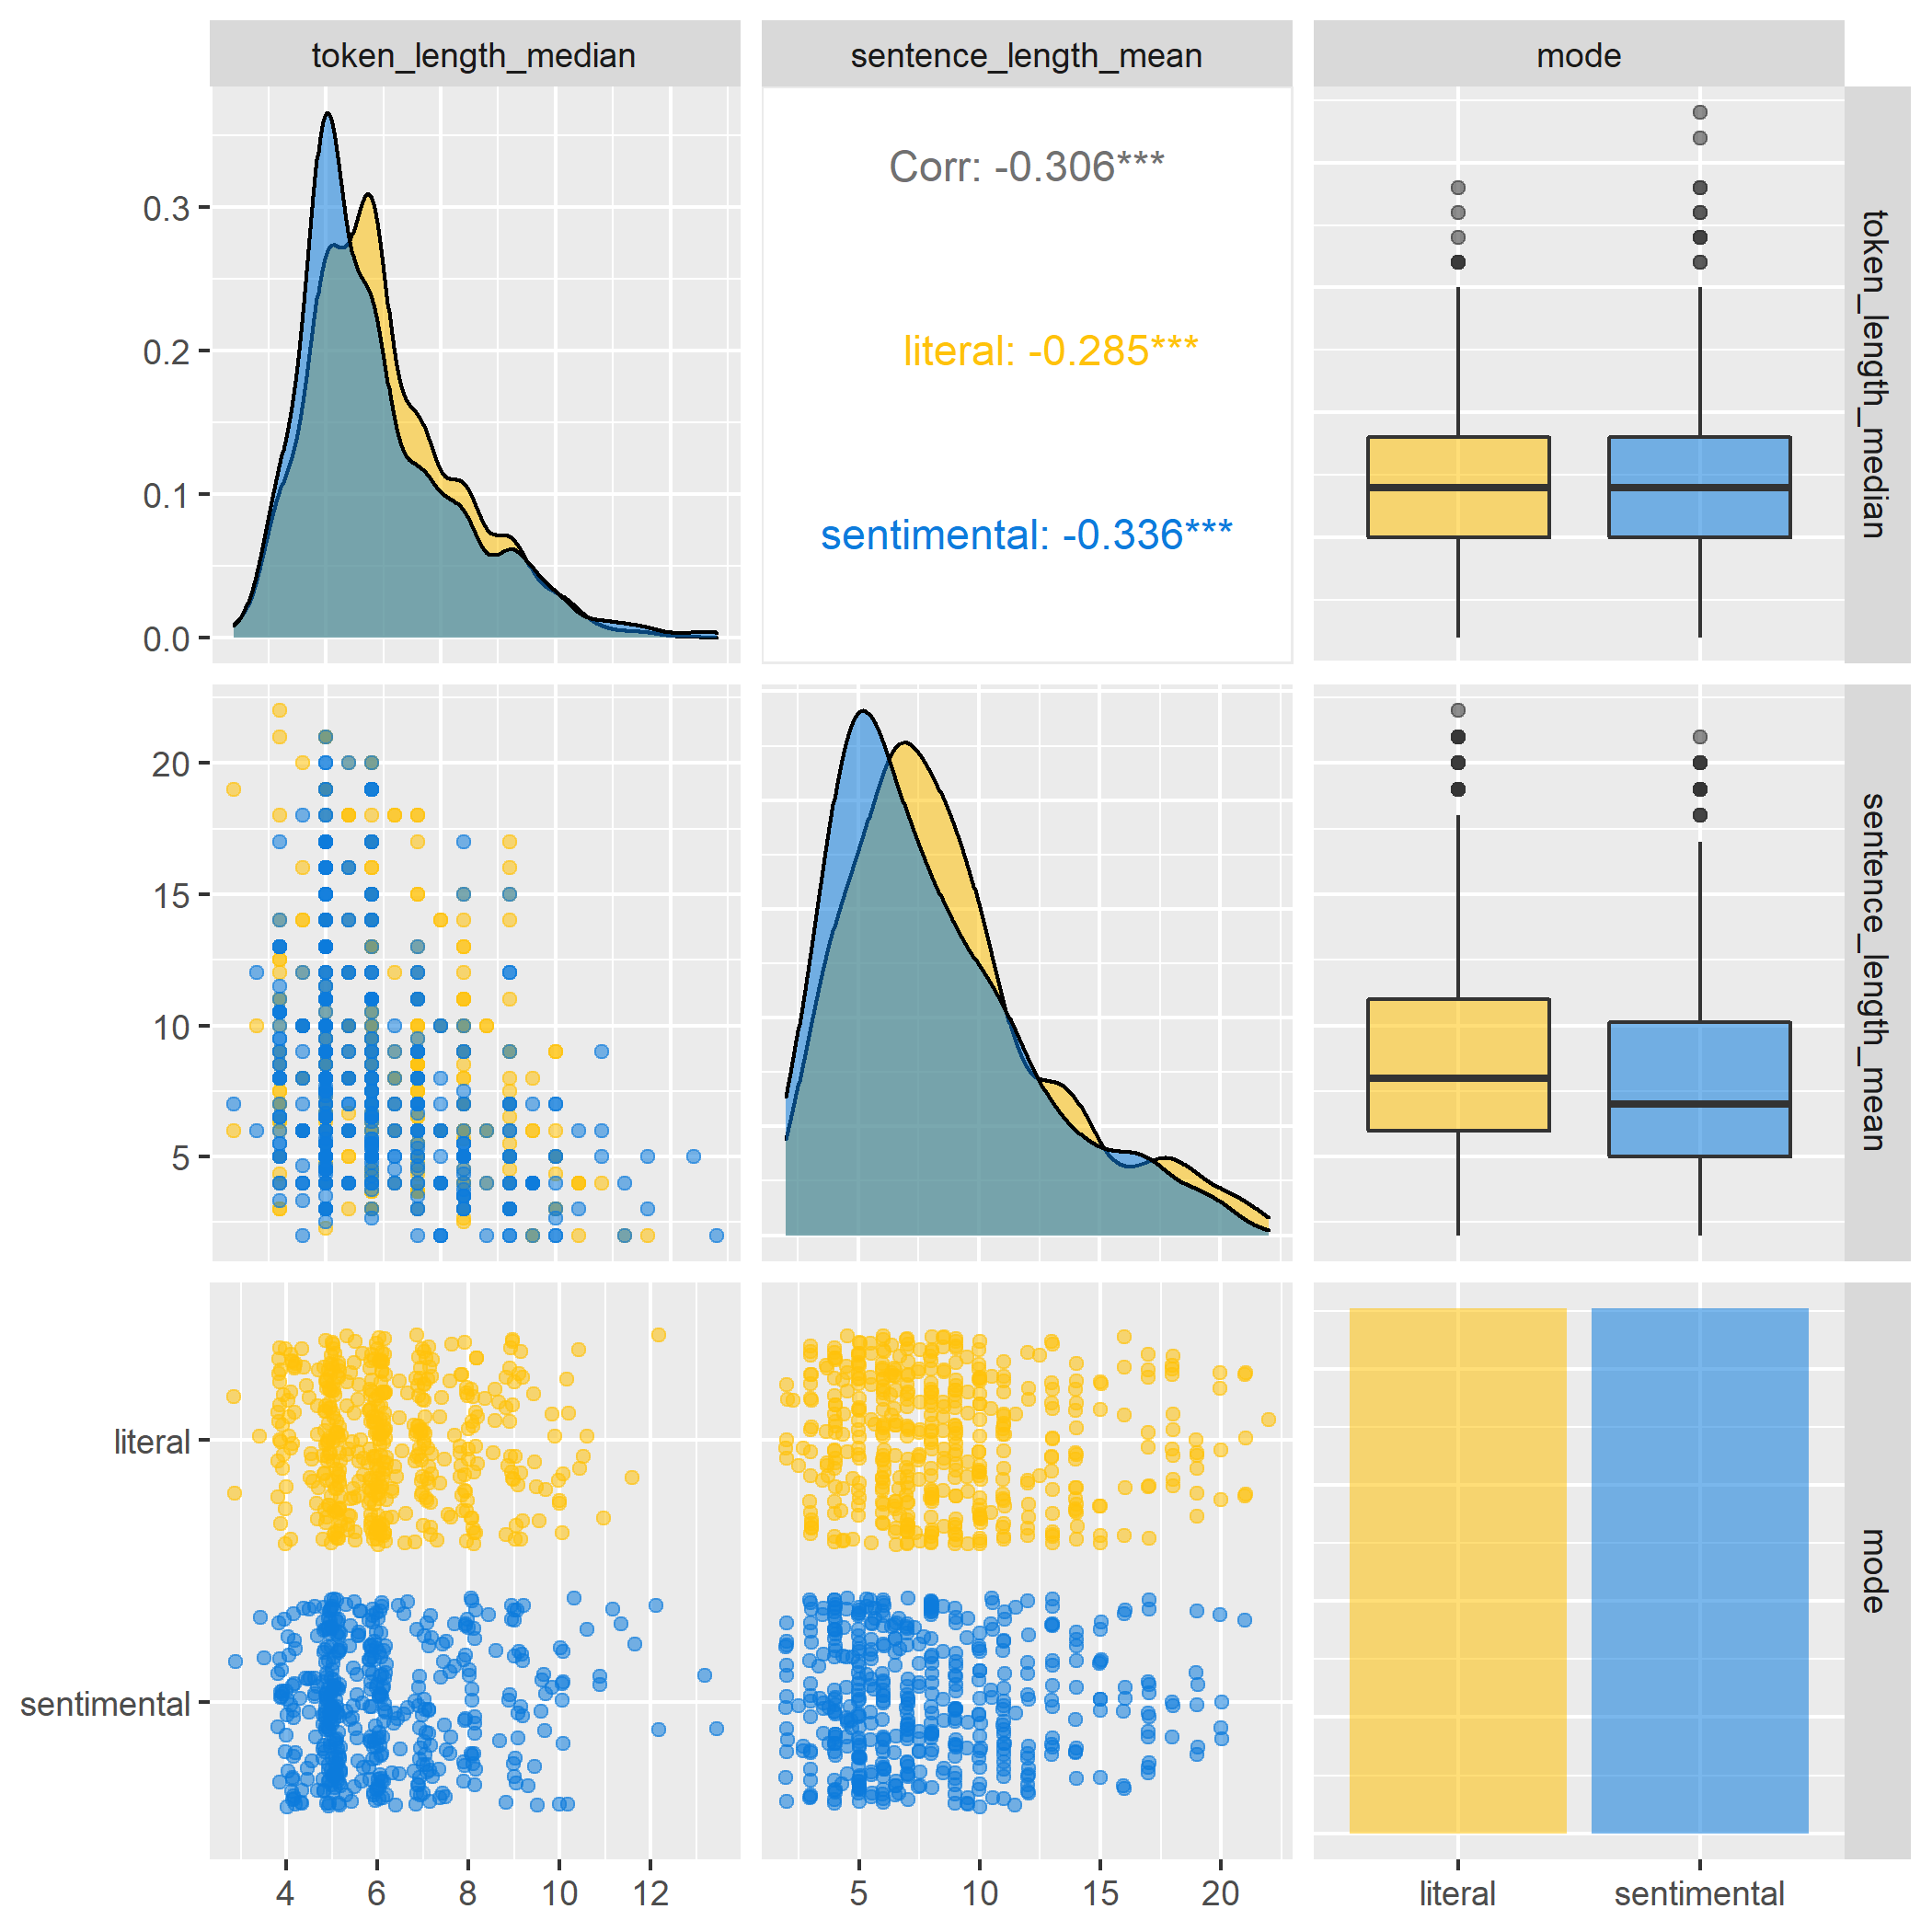 token_length_median
sentence_length_mean
mode
0.3
0.2
0.1
0.0
Corr: -0.306***
literal: -0.285***
sentimental: -0.336***
token_length_median
20
15
10
5
sentence_length_mean
literal
sentimental
mode
4 6 8 10 12
5 10 15 20
literal sentimental